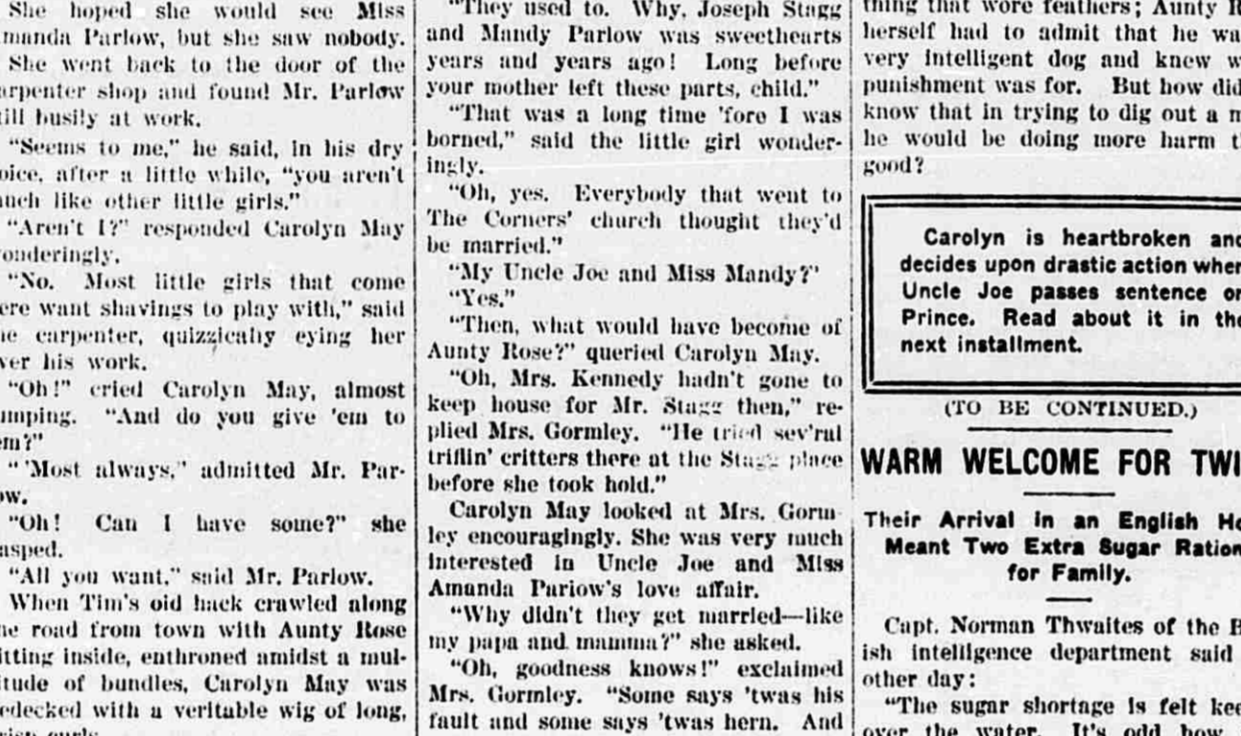 She hoped she would see Miss
manda Parlow, but she saw nobody.
She went back to the door of the
arpenter shop and found Mr. Parlow
ill busily at work.
"Seems to me," he said, in his dry
oice, after a little while, "you aren't
uch like other little girls."
"Aren't I?" responded Carolyn May
onderingly.
"No. Most little girls that come
ere want shavings to play with," said
he carpenter, quizzically eying her
ver his work.
"Oh!" cried Carolyn May, almost
umping. "And do you give 'em to
em?"
"'Most always," admitted Mr. Par-
ow.
"Oh! Can I have some?" she
asped.
"All you want," said Mr. Parlow.
When Tim's old hack crawled along
he road from town with Aunty Rose
itting inside, enthroned amidst a mul-
itude of bundles, Carolyn May was
edecked with a veritable wig of long,
"They used to. Why, Joseph Stagg
and Mandy Parlow was sweethearts
years and years ago! Long before
your mother left these parts, child."
"That was a long time 'fore I was
borned," said the little girl wonder-
ingly.
"Oh, yes. Everybody that went to
The Corners' church thought they'd
be married."
"My Uncle Joe and Miss Mandy?"
"Yes."
"Then, what would have become of
Aunty Rose?" queried Carolyn May.
"Oh, Mrs. Kennedy hadn't gone to
keep house for Mr. Stagg then," re-
plied Mrs. Gormley. "He tried sev'ral
triflin' critters there at the Stagg place
before she took hold."
Carolyn May looked at Mrs. Gorm-
ley encouragingly. She was very much
interested in Uncle Joe and Miss
Amanda Parlow's love affair.
"Why didn't they get married—like
my papa and mamma?" she asked.
"Oh, goodness knows!" exclaimed
Mrs. Gormley. "Some says 'twas his
fault and some says 'twas hern. And
thing that wore feathers; Aunty R
herself had to admit that he wa
very intelligent dog and knew w
punishment was for. But how did
know that in trying to dig out a m
he would be doing more harm t
good?
Carolyn is heartbroken and
decides upon drastic action when
Uncle Joe passes sentence on
Prince. Read about it in the
next installment.
(TO BE CONTINUED.)
WARM WELCOME FOR TWI
Their Arrival in an English Ho
Meant Two Extra Sugar Ration
for Family.
Capt. Norman Thwaites of the B
ish intelligence department said
other day:
"The sugar shortage is felt kee
over the water. It's odd how